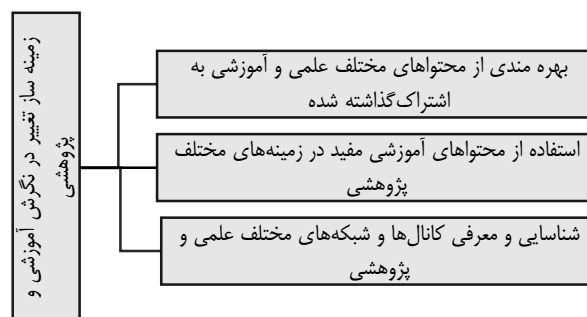 زمینه ساز تغییر در نگرش آموزشی و
پژوهشی
بهره مندی از محتواهای مختلف علمی و آموزشی به
اشتراک‌گذاشته شده
استفاده از محتواهای آموزشی مفید در زمینه‌های مختلف
پژوهشی
شناسایی و معرفی کانال‌ها و شبکه‌های مختلف علمی و
پژوهشی